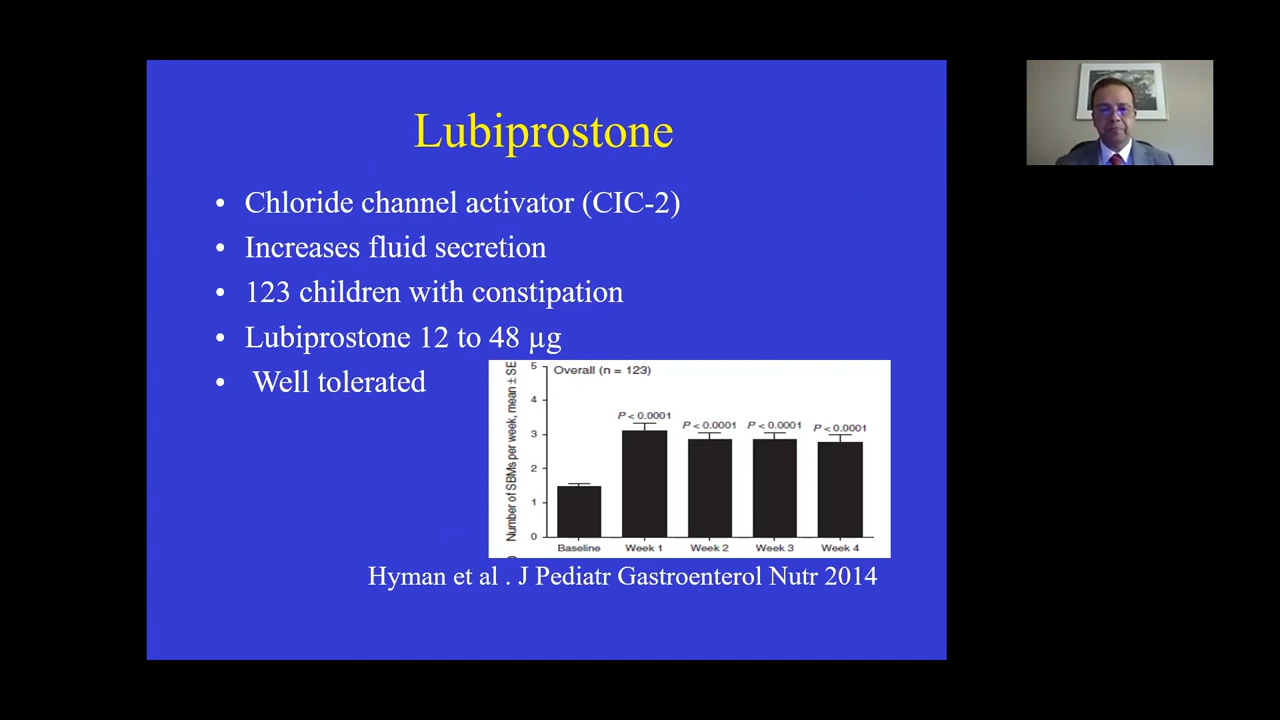 Lubiprostone
• Chloride channel activator (CIC-2)
• Increases fluid secretion
• 123 children with constipation
• Lubiprostone 12 to 48 µg
• Well tolerated
Number of SBMs per week, mean ± SE
5
4
3
2
1
0
Overall (n = 123)
P < 0.0001
P < 0.0001
P < 0.0001
P < 0.0001
Baseline
Week 1
Week 2
Week 3
Week 4
Hyman et al . J Pediatr Gastroenterol Nutr 2014